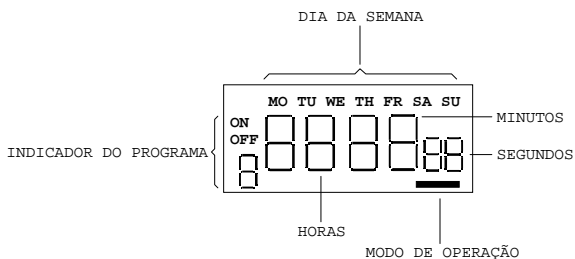 DIA DA SEMANA
MO TU WE TH FR SA SU
ON
OFF
MINUTOS
INDICADOR DO PROGRAMA
SEGUNDOS
HORAS
MODO DE OPERAÇÃO